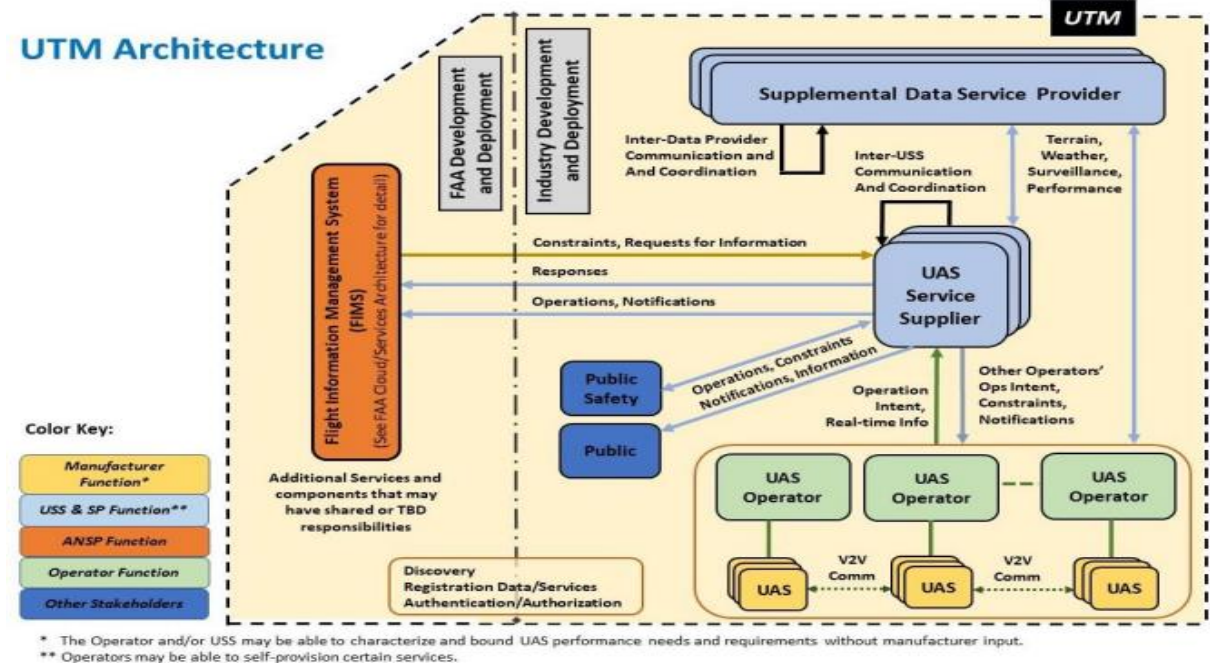 UTM Architecture
UTM
FAA Development
and Deployment
Industry Development
and Deployment
Supplemental Data Service Provider
Inter-Data Provider
Communication and
And Coordination
Inter-USS
Communication
And Coordination
Terrain,
Weather,
Surveillance,
Performance
Flight Information Management System
(FIMS)
(See FAA Cloud/Services Architecture for detail)
Constraints, Requests for Information
Responses
Operations, Notifications
UAS
Service
Supplier
Operations, Constraints
Notifications, Information
Public
Safety
Public
Operation
Intent,
Real-time Info
Other Operators'
Ops Intent,
Constraints,
Notifications
Additional Services and
components that may
have shared or TBD
responsibilities
UAS
Operator
UAS
Operator
UAS
Operator
UAS
V2V
Comm
UAS
V2V
Comm
UAS
Discovery
Registration Data/Services
Authentication/Authorization
Color Key:
Manufacturer
Function*
USS & SP Function**
ANSP Function
Operator Function
Other Stakeholders
* The Operator and/or USS may be able to characterize and bound UAS performance needs and requirements without manufacturer input.
** Operators may be able to self-provision certain services.